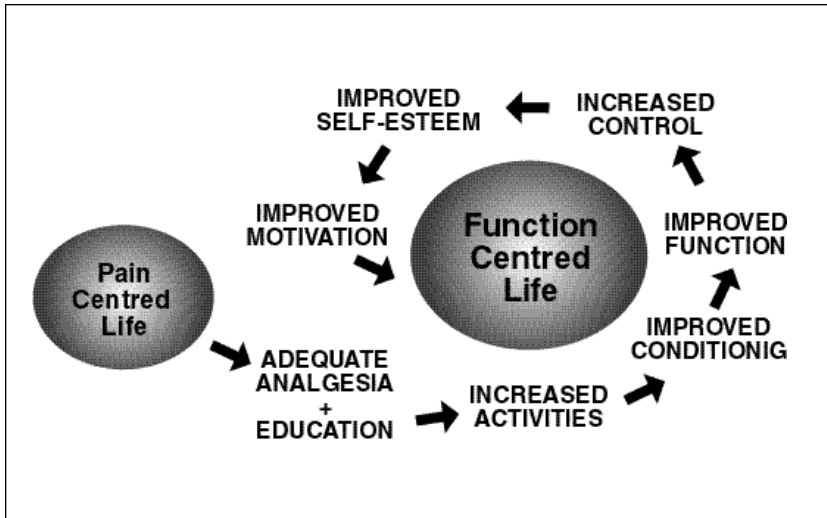 Pain
Centred
Life
ADEQUATE
ANALGESIA
+
EDUCATION
INCREASED
ACTIVITIES
IMPROVED
CONDITIONIG
IMPROVED
FUNCTION
INCREASED
CONTROL
IMPROVED
SELF-ESTEEM
IMPROVED
MOTIVATION
Function
Centred
Life